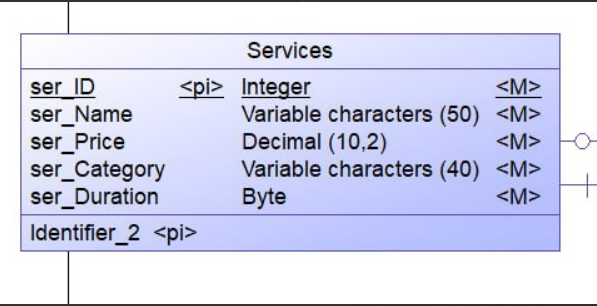 Services
ser_ID <pi> Integer <M>
ser_Name Variable characters (50) <M>
ser_Price Decimal (10,2) <M>
ser_Category Variable characters (40) <M>
ser_Duration Byte <M>
Identifier_2 <pi>